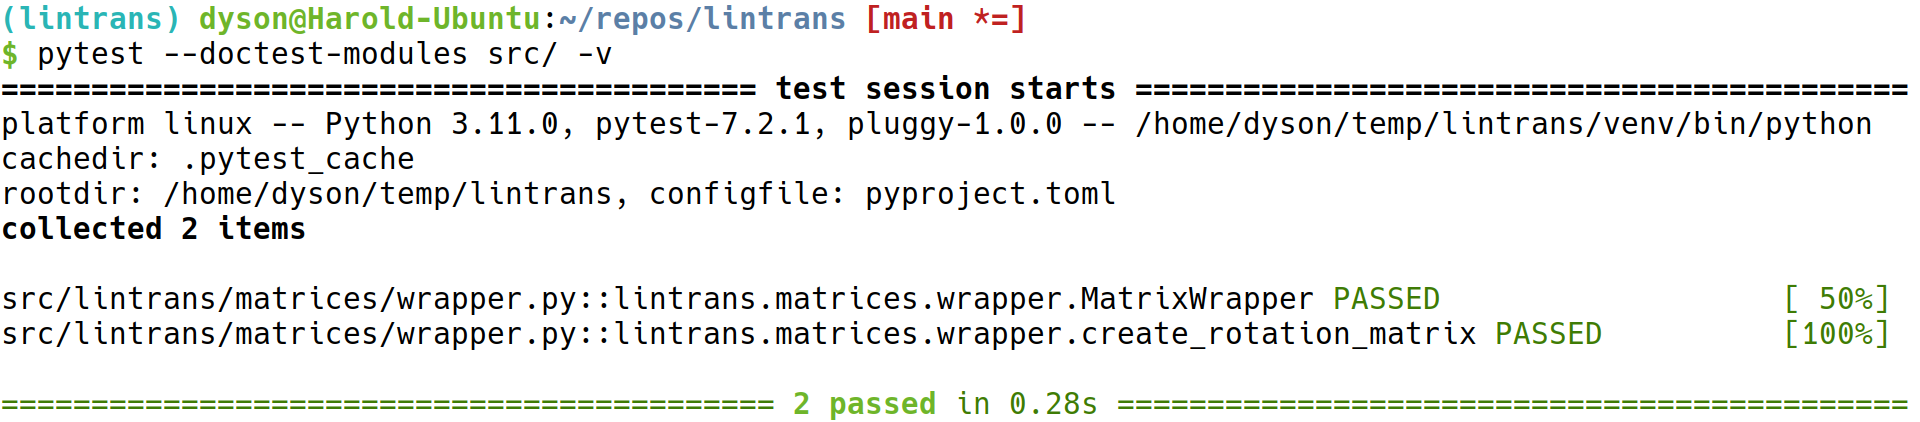 (lintrans) dyson@Harold-Ubuntu:~/repos/lintrans [main *=]
$ pytest --doctest-modules src/ -v
========================================== test session starts ===========================================
platform linux -- Python 3.11.0, pytest-7.2.1, pluggy-1.0.0 -- /home/dyson/temp/lintrans/venv/bin/python
cachedir: .pytest_cache
rootdir: /home/dyson/temp/lintrans, configfile: pyproject.toml
collected 2 items
src/lintrans/matrices/wrapper.py::lintrans.matrices.wrapper.MatrixWrapper PASSED                   [ 50%]
src/lintrans/matrices/wrapper.py::lintrans.matrices.wrapper.create_rotation_matrix PASSED          [100%]
=========================================== 2 passed in 0.28s ============================================